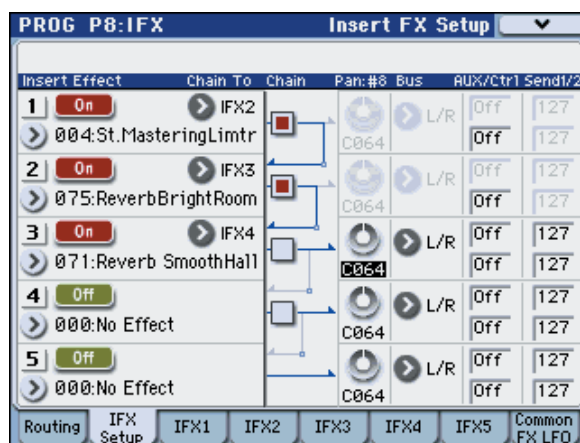 PROG P8:IFX Insert FX Setup
Insert Effect Chain To Chain Pan:#8 Bus AUX/Ctrl Send1/2
1 On IFX2 L/R Off 127
004:St.MasteringLimtr C064 Off 127
2 On IFX3 L/R Off 127
075:ReverbBrightRoom C064 Off 127
3 On IFX4 L/R Off 127
071:Reverb SmoothHall C064 Off 127
4 Off L/R Off 127
000:No Effect C064 Off 127
5 Off L/R Off 127
000:No Effect C064 Off 127
Routing IFX Setup IFX1 IFX2 IFX3 IFX4 IFX5 Common FX LFO